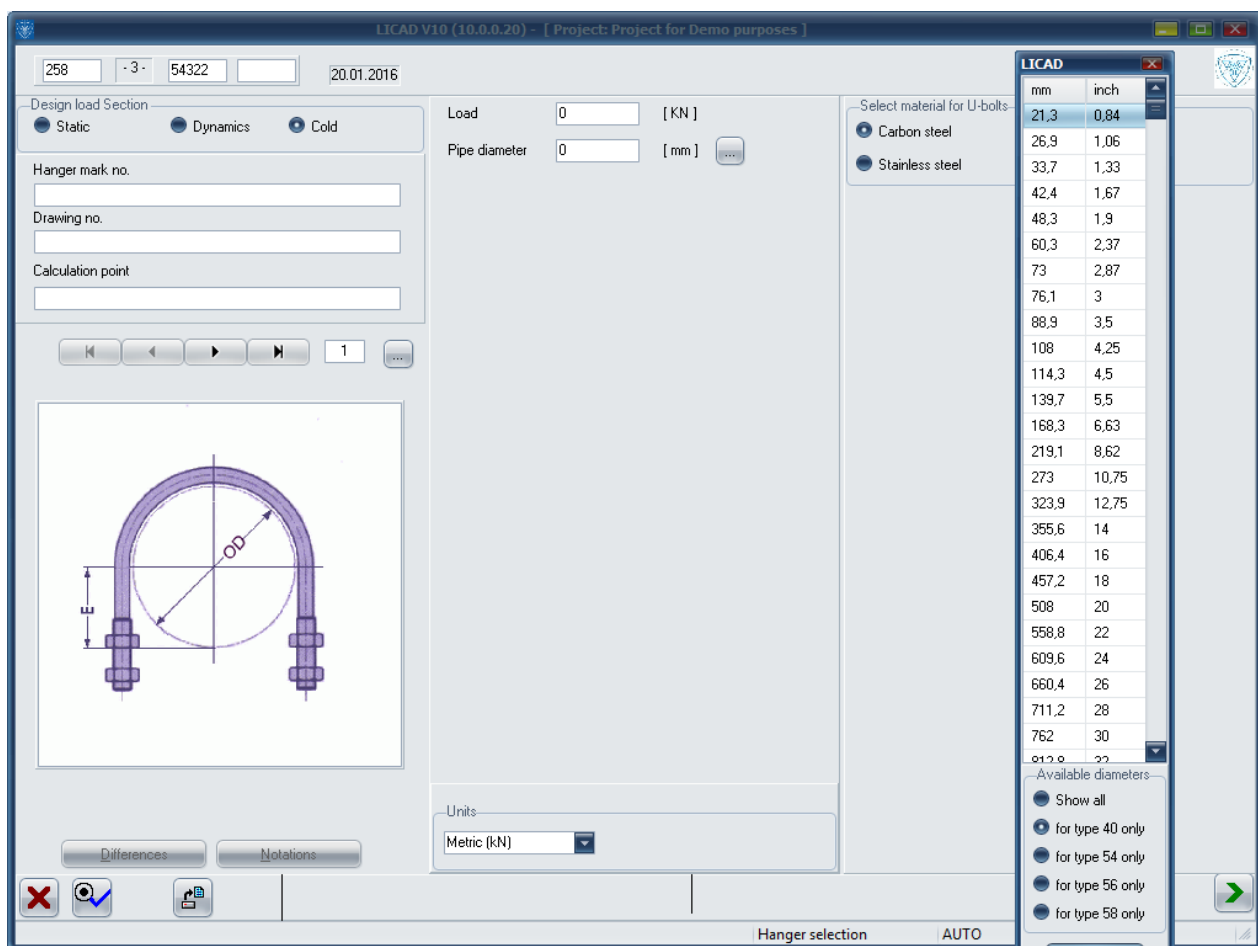 LICAD V10 (10.0.0.20) - [ Project: Project for Demo purposes ]
258 - 3 - 54322 20.01.2016
Design load Section
Static Dynamics Cold
Hanger mark no.
Drawing no.
Calculation point
1 ...
OD
E
Differences Notations
Load 0 [ KN ]
Pipe diameter 0 [ mm ] ...
Units
Metric (kN)
Select material for U-bolts
Carbon steel
Stainless steel
LICAD
mm inch
21,3 0,84
26,9 1,06
33,7 1,33
42,4 1,67
48,3 1,9
60,3 2,37
73 2,87
76,1 3
88,9 3,5
108 4,25
114,3 4,5
139,7 5,5
168,3 6,63
219,1 8,62
273 10,75
323,9 12,75
355,6 14
406,4 16
457,2 18
508 20
558,8 22
609,6 24
660,4 26
711,2 28
762 30
812,8 32
Available diameters
Show all
for type 40 only
for type 54 only
for type 56 only
for type 58 only
Hanger selection AUTO